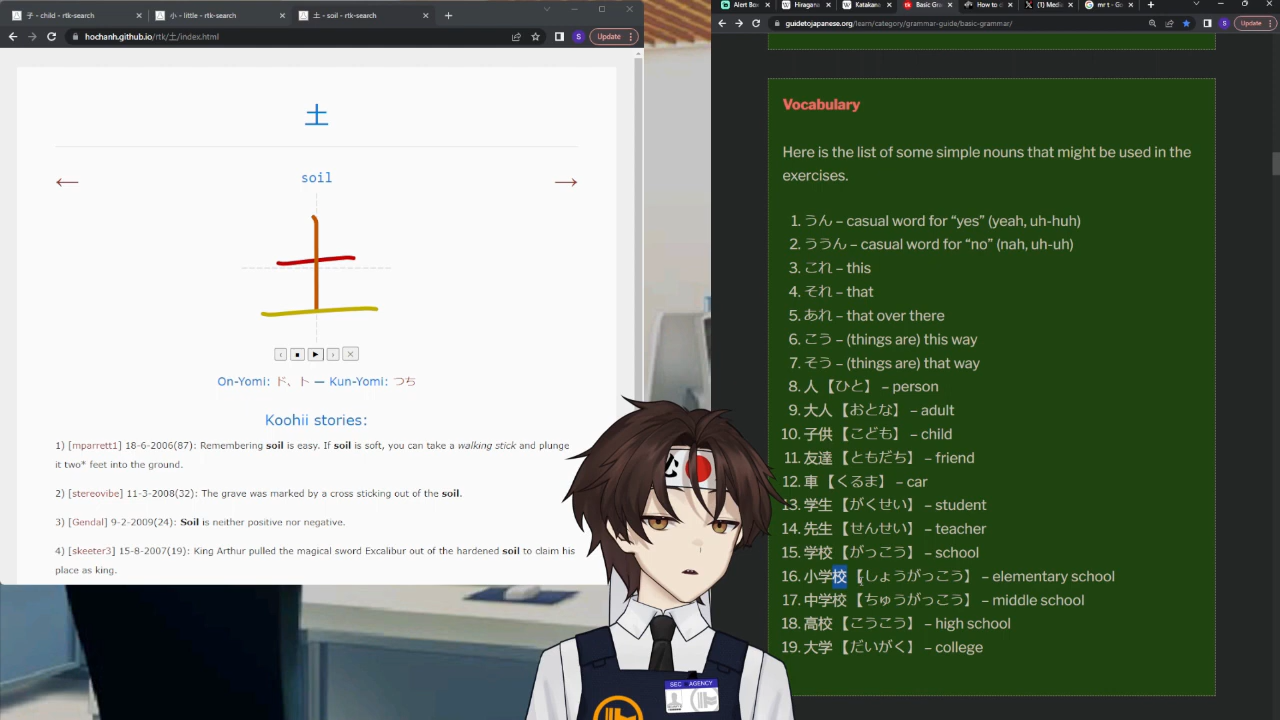 子 - child - rtk-search
小 - little - rtk-search
土 - soil - rtk-search
hochanh.github.io/rtk/土/index.html
S
Update
土
←
soil
→
On-Yomi: ド、ト — Kun-Yomi: つち
Koohii stories:
1) [mparrett1] 18-6-2006(87): Remembering soil is easy. If soil is soft, you can take a walking stick and plunge
it two* feet into the ground.
2) [stereovibe] 11-3-2008(32): The grave was marked by a cross sticking out of the soil.
3) [Gendal] 9-2-2009(24): Soil is neither positive nor negative.
4) [skeeter3] 15-8-2007(19): King Arthur pulled the magical sword Excalibur out of the hardened soil to claim his
place as king.
Alert Box
Hiragana
Katakana
Basic Gra
How to c
(1) Medi
mr t - Go
guidetojapanese.org/learn/category/grammar-guide/basic-grammar/
S
Update
Vocabulary
Here is the list of some simple nouns that might be used in the
exercises.
1. うん – casual word for “yes” (yeah, uh-huh)
2. ううん – casual word for “no” (nah, uh-uh)
3. これ – this
4. それ – that
5. あれ – that over there
6. こう – (things are) this way
7. そう – (things are) that way
8. 人 【ひと】 – person
9. 大人 【おとな】 – adult
10. 子供 【こども】 – child
11. 友達 【ともだち】 – friend
12. 車 【くるま】 – car
13. 学生 【がくせい】 – student
14. 先生 【せんせい】 – teacher
15. 学校 【がっこう】 – school
16. 小学校 【しょうがっこう】 – elementary school
17. 中学校 【ちゅうがっこう】 – middle school
18. 高校 【こうこう】 – high school
19. 大学 【だいがく】 – college
SEC AGENCY